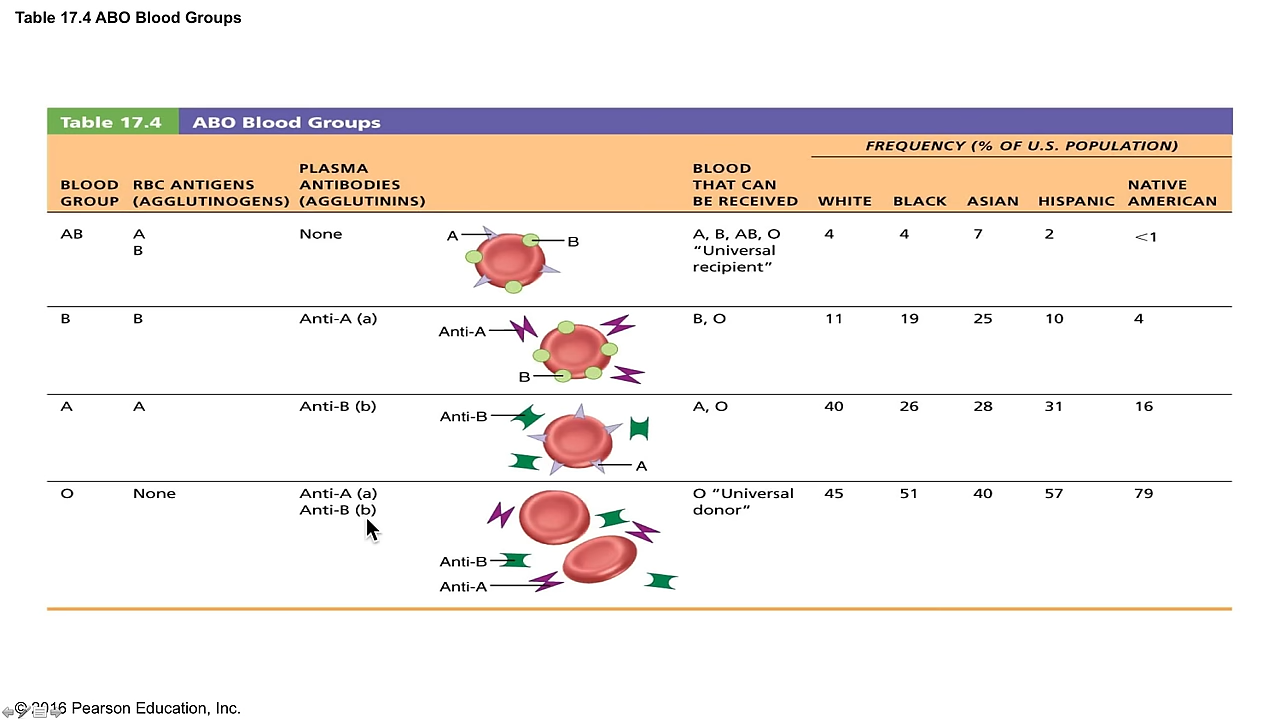 Table 17.4 ABO Blood Groups
Table 17.4 ABO Blood Groups
FREQUENCY (% OF U.S. POPULATION)
BLOOD GROUP
RBC ANTIGENS (AGGLUTINOGENS)
PLASMA ANTIBODIES (AGGLUTININS)
BLOOD THAT CAN BE RECEIVED
WHITE BLACK ASIAN HISPANIC NATIVE AMERICAN
AB
A
B
None
A
B
A, B, AB, O
“Universal
recipient”
4 4 7 2 <1
B B Anti-A (a)
Anti-A
B
B, O 11 19 25 10 4
A A Anti-B (b)
Anti-B
A
A, O 40 26 28 31 16
O None Anti-A (a)
Anti-B (b)
Anti-B
Anti-A
O “Universal
donor”
45 51 40 57 79
© 2016 Pearson Education, Inc.